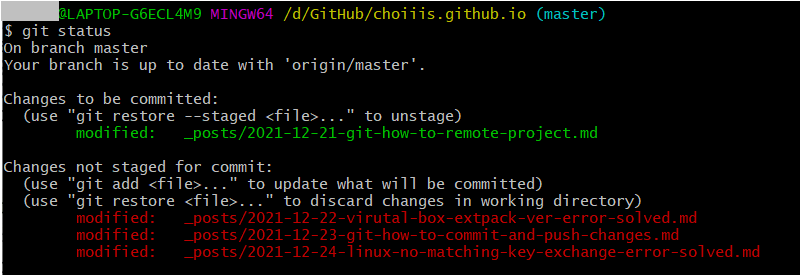 @LAPTOP-G6ECL4M9 MINGW64 /d/GitHub/choiiis.github.io (master)
$ git status
On branch master
Your branch is up to date with 'origin/master'.
Changes to be committed:
(use "git restore --staged <file>..." to unstage)
modified: _posts/2021-12-21-git-how-to-remote-project.md
Changes not staged for commit:
(use "git add <file>..." to update what will be committed)
(use "git restore <file>..." to discard changes in working directory)
modified: _posts/2021-12-22-virutal-box-extpack-ver-error-solved.md
modified: _posts/2021-12-23-git-how-to-commit-and-push-changes.md
modified: _posts/2021-12-24-linux-no-matching-key-exchange-error-solved.md